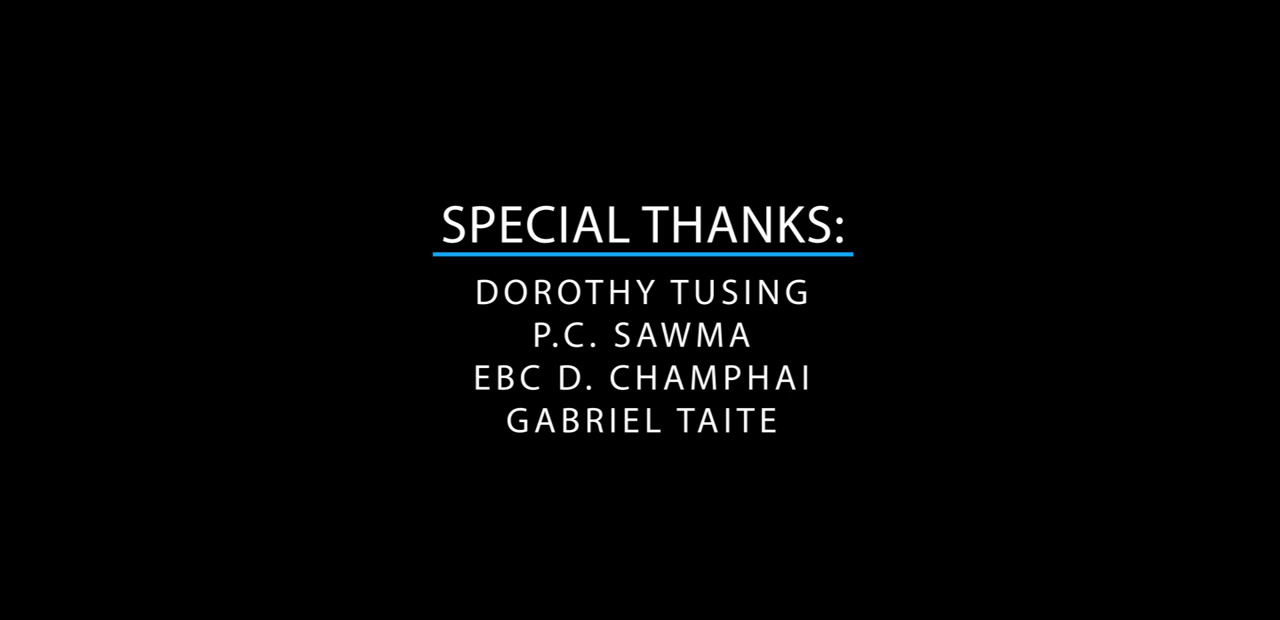 SPECIAL THANKS:
DOROTHY TUSING
P.C. SAWMA
EBC D. CHAMPHAI
GABRIEL TAITE